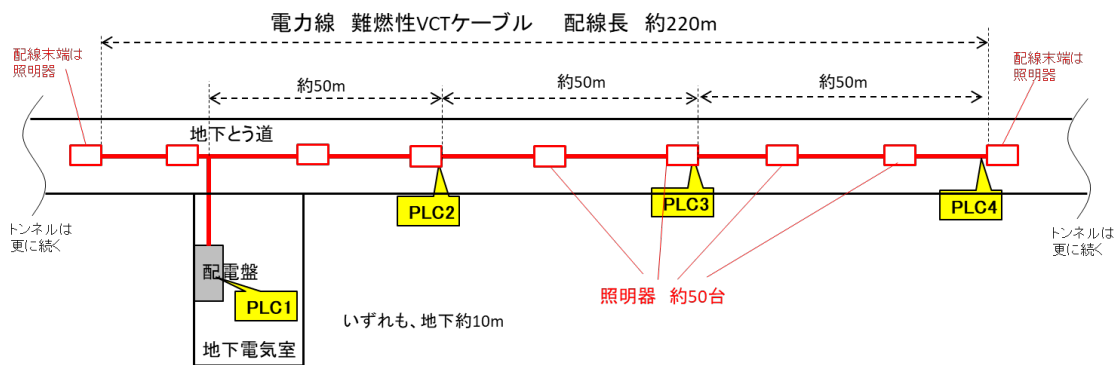 電力線　難燃性VCTケーブル　　配線長　約220m
配線末端は
照明器
配線末端は
照明器
約50m
約50m
約50m
地下とう道
PLC2
PLC3
PLC4
トンネルは
更に続く
トンネルは
更に続く
配電盤
PLC1
照明器　約50台
いずれも、地下約10m
地下電気室